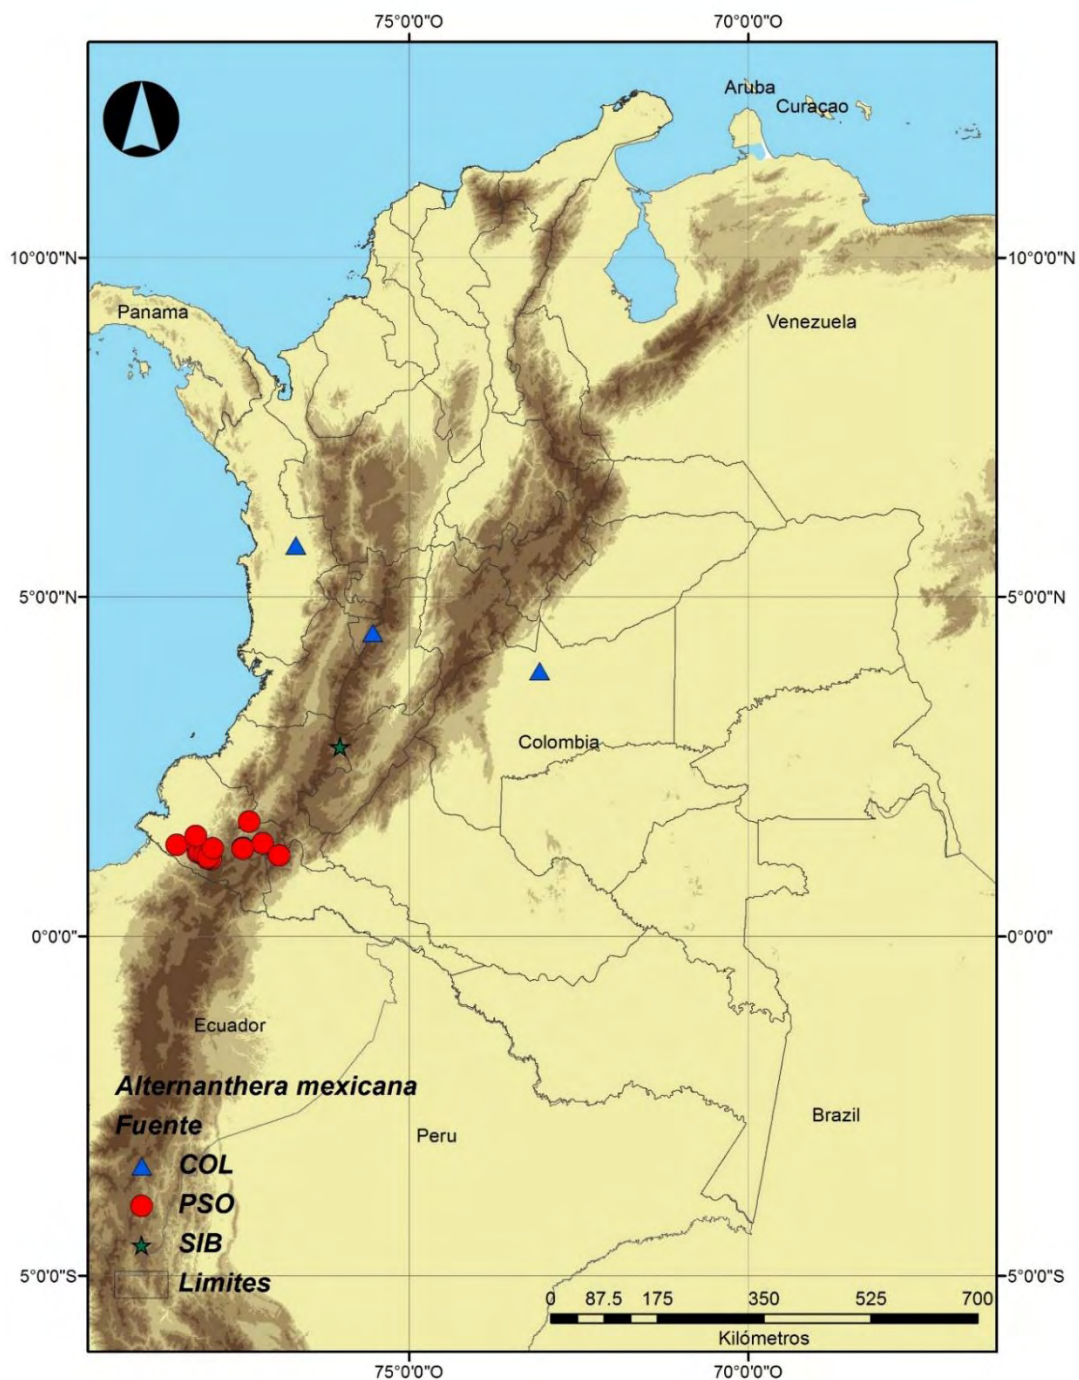 75°0'0"O 70°0'0"O
Aruba
Curaçao
10°0'0"N 10°0'0"N
Panama
Venezuela
5°0'0"N 5°0'0"N
Colombia
0°0'0" 0°0'0"
Ecuador
Alternanthera mexicana
Fuente
Brazil
Peru
COL
PSO
SIB
Limites
5°0'0"S 5°0'0"S
0 87.5 175 350 525 700
Kilómetros
75°0'0"O 70°0'0"O